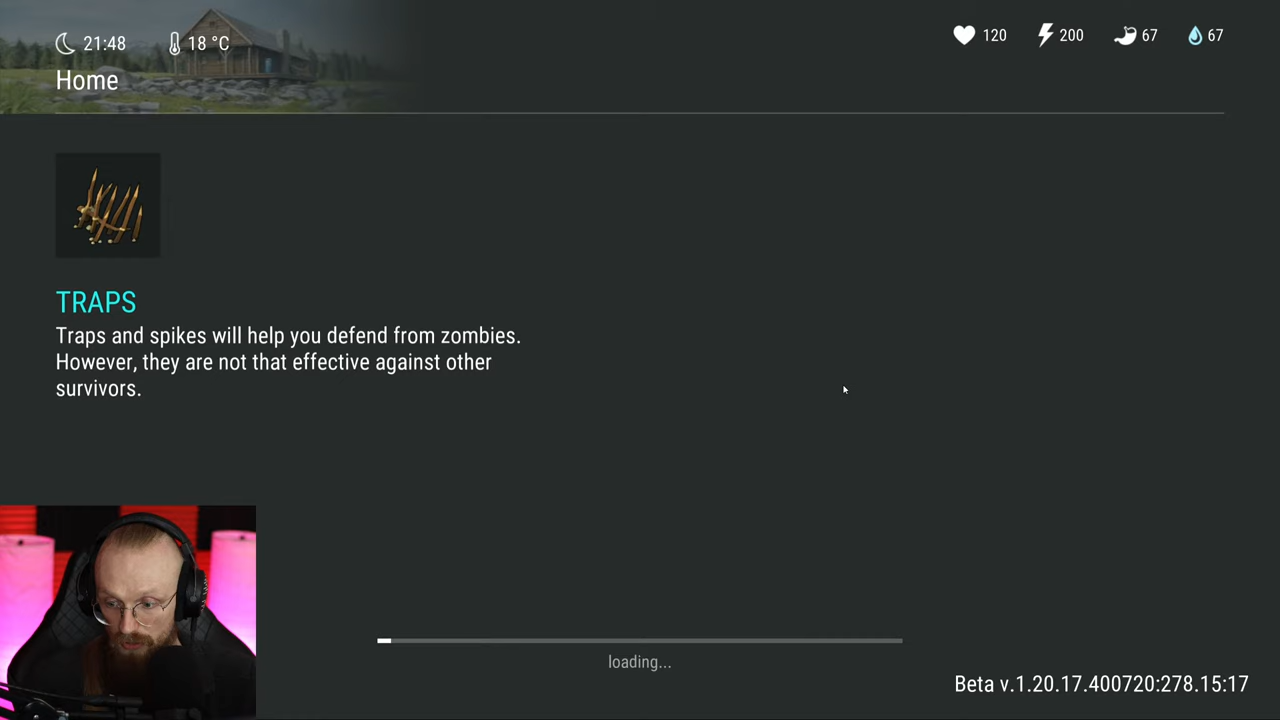 21:48 18 °C
120 200 67 67
Home
TRAPS
Traps and spikes will help you defend from zombies.
However, they are not that effective against other
survivors.
loading...
Beta v.1.20.17.400720:278.15:17